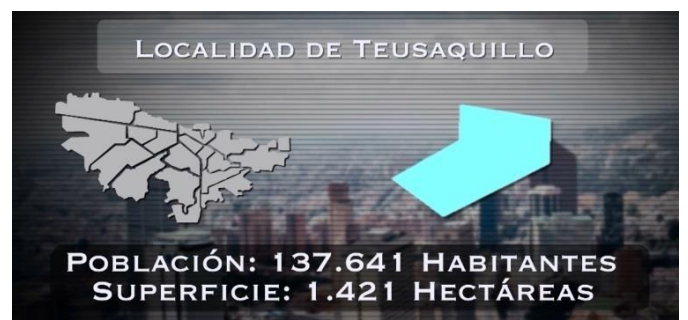 Localidad de Teusaquillo
Población: 137.641 Habitantes
Superficie: 1.421 Hectáreas